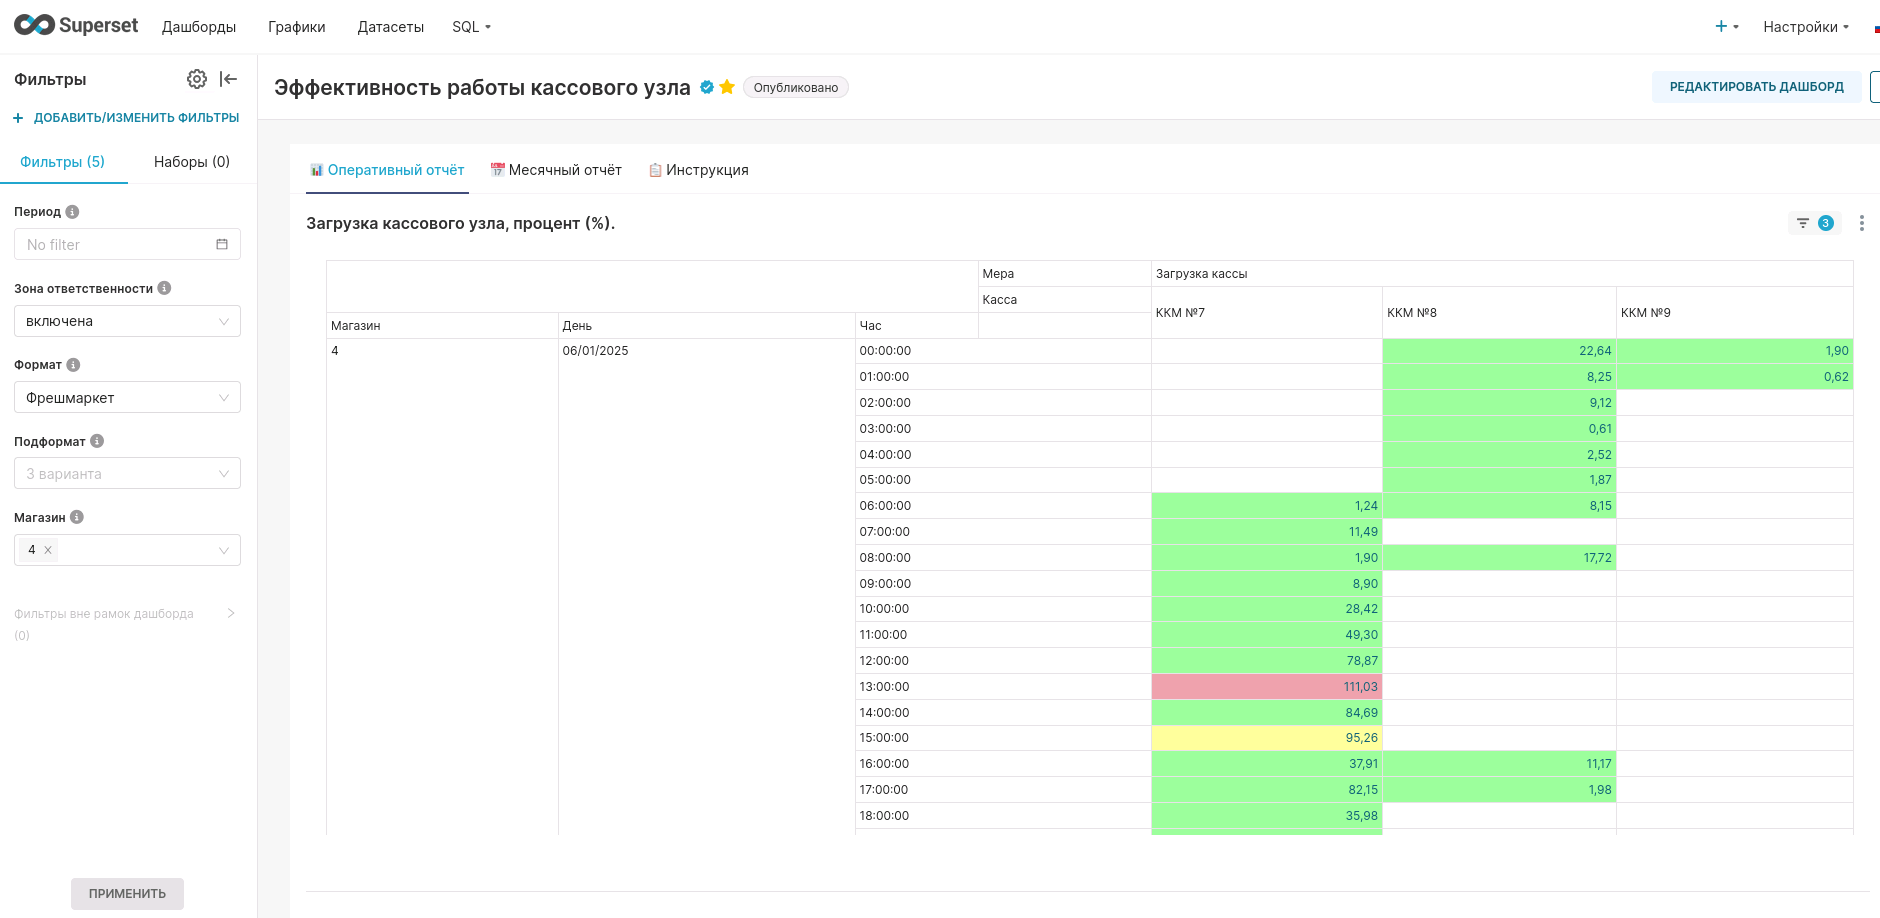 Superset Дашборды Графики Датасеты SQL Настройки
Фильтры
ДОБАВИТЬ/ИЗМЕНИТЬ ФИЛЬТРЫ
Фильтры (5) Наборы (0)
Период
No filter
Зона ответственности
включена
Формат
Фрешмаркет
Подформат
3 варианта
Магазин
4
Фильтры вне рамок дашборда
(0)
ПРИМЕНИТЬ
Эффективность работы кассового узла Опубликовано РЕДАКТИРОВАТЬ ДАШБОРД
Оперативный отчёт Месячный отчёт Инструкция
Загрузка кассового узла, процент (%). 3
Мера Загрузка кассы
Касса
ККМ №7 ККМ №8 ККМ №9
Магазин День Час
4 06/01/2025 00:00:00 22,64 1,90
01:00:00 8,25 0,62
02:00:00 9,12
03:00:00 0,61
04:00:00 2,52
05:00:00 1,87
06:00:00 1,24 8,15
07:00:00 11,49
08:00:00 1,90 17,72
09:00:00 8,90
10:00:00 28,42
11:00:00 49,30
12:00:00 78,87
13:00:00 111,03
14:00:00 84,69
15:00:00 95,26
16:00:00 37,91 11,17
17:00:00 82,15 1,98
18:00:00 35,98